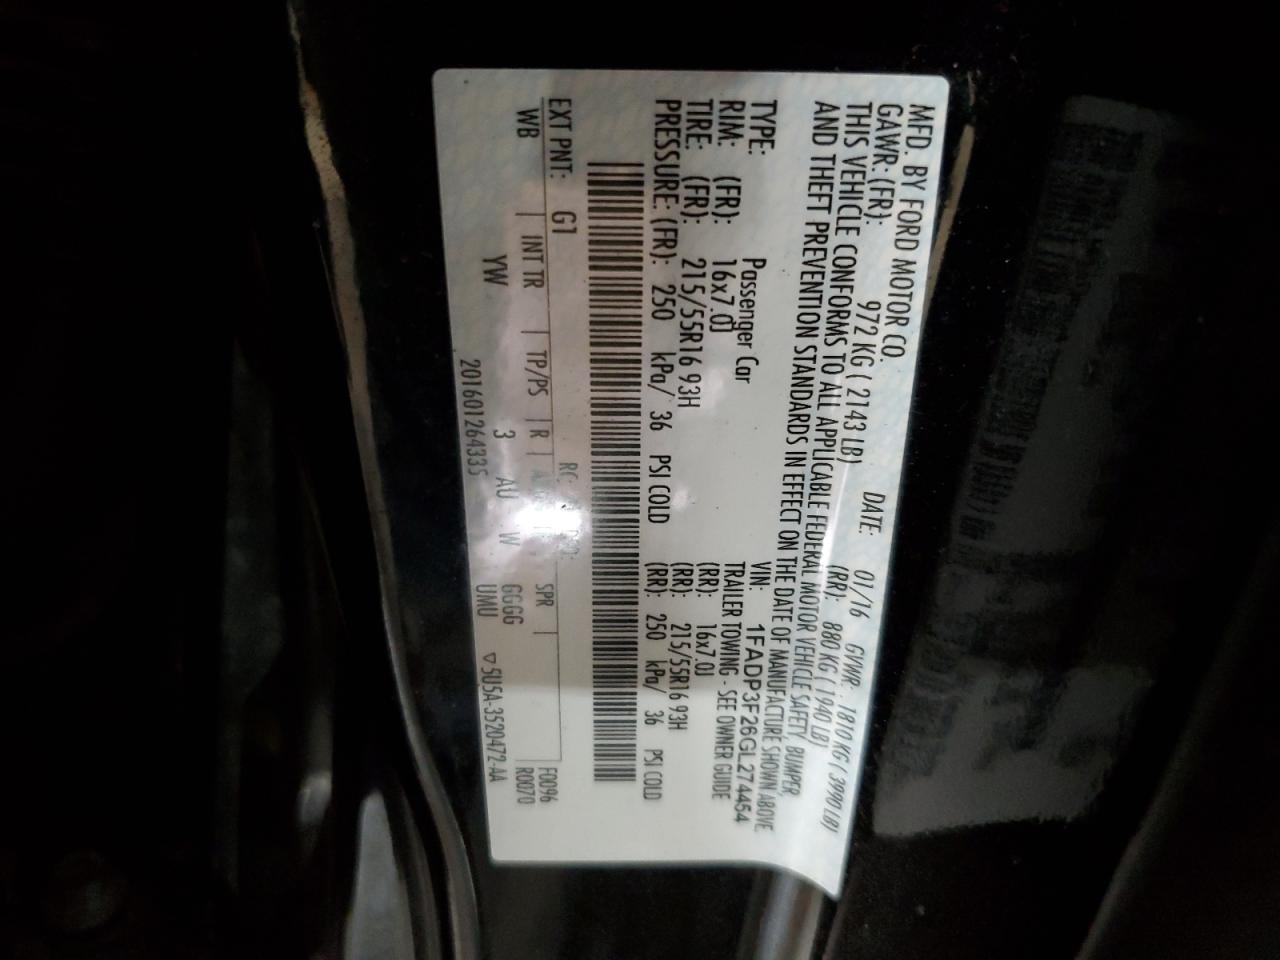 MFD. BY FORD MOTOR CO.
DATE: 01/16 GVWR: 1810 KG ( 3990 LB)
GAWR: (FR): 972 KG ( 2143 LB) (RR): 880 KG ( 1940 LB)
THIS VEHICLE CONFORMS TO ALL APPLICABLE FEDERAL MOTOR VEHICLE SAFETY, BUMPER,
AND THEFT PREVENTION STANDARDS IN EFFECT ON THE DATE OF MANUFACTURE SHOWN ABOVE
VIN: 1FADP3F26GL274454
TYPE: Passenger Car TRAILER TOWING - SEE OWNER GUIDE
RIM: (FR): 16x7.0J (RR): 16x7.0J
TIRE: (FR): 215/55R16 93H (RR): 215/55R16 93H
PRESSURE: (FR): 250 kPa/ 36 PSI COLD (RR): 250 kPa/ 36 PSI COLD
EXT PNT: G1 RC: F0096
WB INT TR TP/PS R SPR R0070
YW 3 AU W GGGG
UMU
201601264335 ▽5U5A-3520472-AA